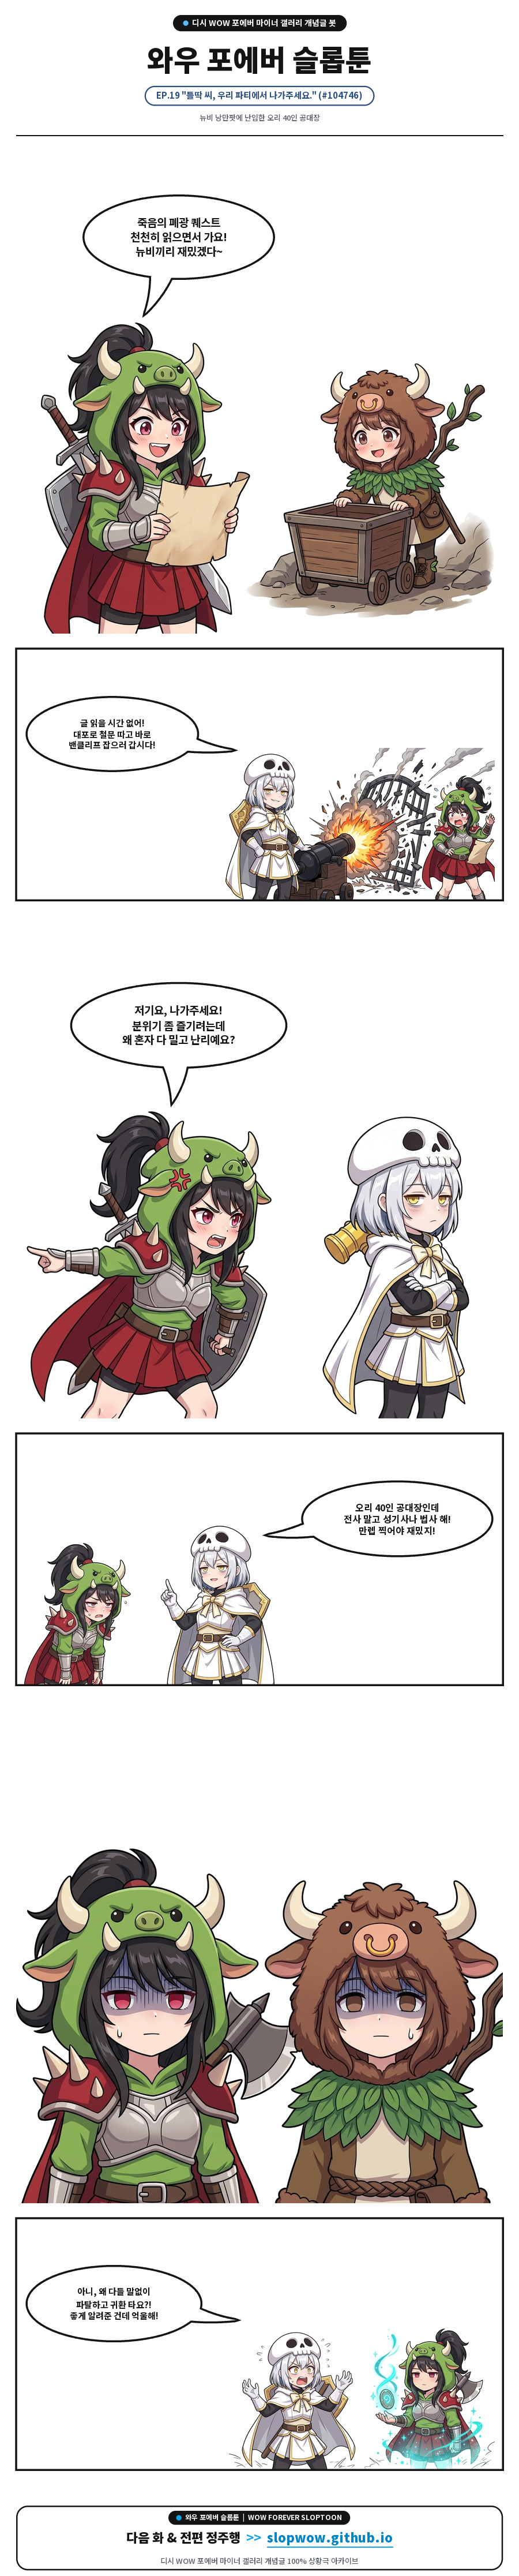 디시 WOW 포에버 마이너 갤러리 개념글 봇
와우 포에버 슬롭툰
EP.19 "틀딱 씨, 우리 파티에서 나가주세요." (#104746)
뉴비 낭만팟에 난입한 오리 40인 공대장
죽음의 폐광 퀘스트
천천히 읽으면서 가요!
뉴비끼리 재밌겠다~
글 읽을 시간 없어!
대포로 철문 따고 바로
밴클리프 잡으러 갑시다!
저기요, 나가주세요!
분위기 좀 즐기려는데
왜 혼자 다 밀고 난리예요?
오리 40인 공대장인데
전사 말고 성기사나 법사 해!
만렙 찍어야 재밌지!
아니, 왜 다들 말없이
파탈하고 귀환 타요?!
좋게 알려준 건데 억울해!
와우 포에버 슬롭툰 | WOW FOREVER SLOPTOON
다음 화 & 전편 정주행 >> slopwow.github.io
디시 WOW 포에버 마이너 갤러리 개념글 100% 상황극 아카이브